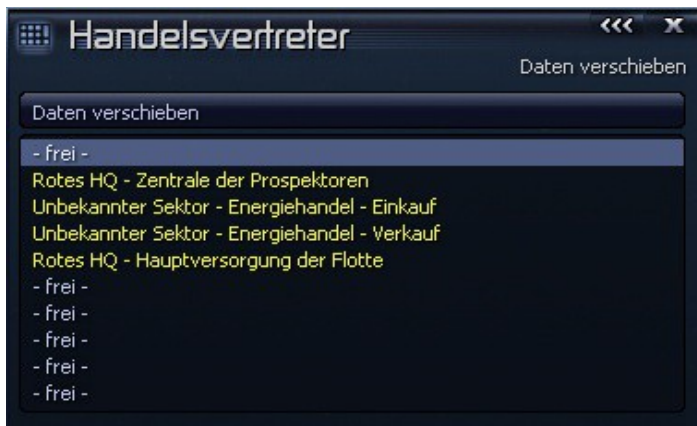 Handelsvertreter
<<< X
Daten verschieben
Daten verschieben
- frei -
Rotes HQ - Zentrale der Prospektoren
Unbekannter Sektor - Energiehandel - Einkauf
Unbekannter Sektor - Energiehandel - Verkauf
Rotes HQ - Hauptversorgung der Flotte
- frei -
- frei -
- frei -
- frei -
- frei -